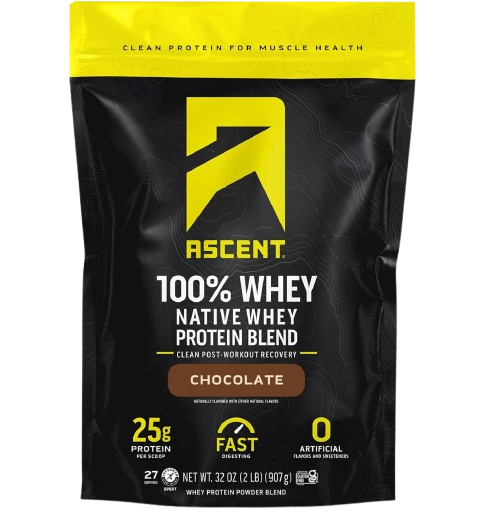 CLEAN PROTEIN FOR MUSCLE HEALTH
ASCENT®
100% WHEY
NATIVE WHEY
PROTEIN BLEND
CLEAN POST-WORKOUT RECOVERY
CHOCOLATE
NATURALLY FLAVORED WITH OTHER NATURAL FLAVORS
25g
PROTEIN
PER SCOOP
FAST
DIGESTING
0
ARTIFICIAL
FLAVORS AND SWEETENERS
27
SERVINGS
SPORT
NET WT. 32 OZ (2 LB) (907g)
WHEY PROTEIN POWDER BLEND